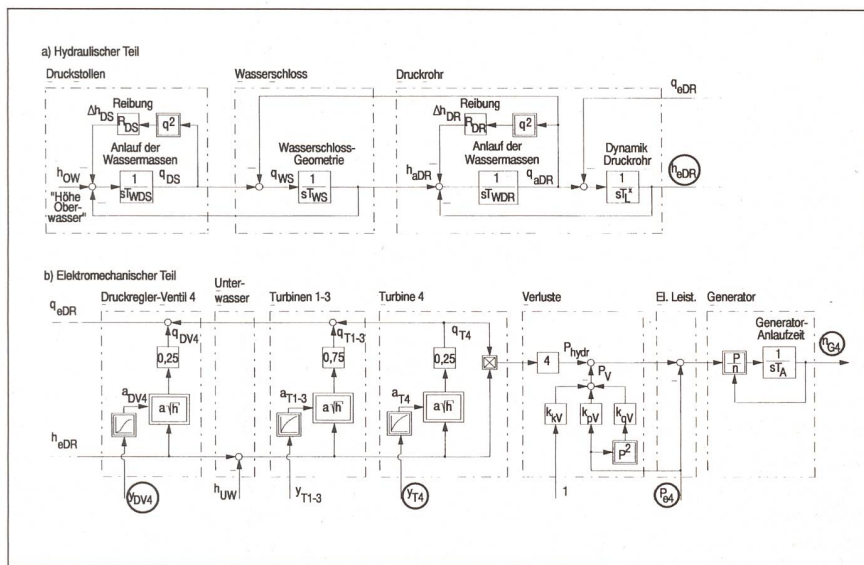 a) Hydraulischer Teil
Druckstollen
Wasserschloss
Druckrohr
q_eDR
Reibung
Δh_DS
R_DS
q²
Anlauf der
Wassermassen
q_DS
h_OW
1
sT_WDS
"Höhe
Ober-
wasser"
Wasserschloss-
Geometrie
q_WS
1
sT_WS
Reibung
Δh_DR
R_DR
q²
Anlauf der
Wassermassen
h_aDR
1
sT_WDR
q_aDR
Dynamik
Druckrohr
1
sT_L^x
h_eDR
b) Elektromechanischer Teil
Druckregler-Ventil 4
Unter-
wasser
Turbinen 1-3
Turbine 4
Verluste
El. Leist.
Generator
q_eDR
q_DV4
0,25
a_DV4
a√h
h_eDR
y_DV4
h_UW
q_T1-3
0,75
a_T1-3
a√h
y_T1-3
q_T4
0,25
a_T4
a√h
y_T4
4
P_hydr
P_V
k_kV
k_pV
k_qV
P²
1
P_e4
Generator-
Anlaufzeit
P
n
1
sT_A
n_G4